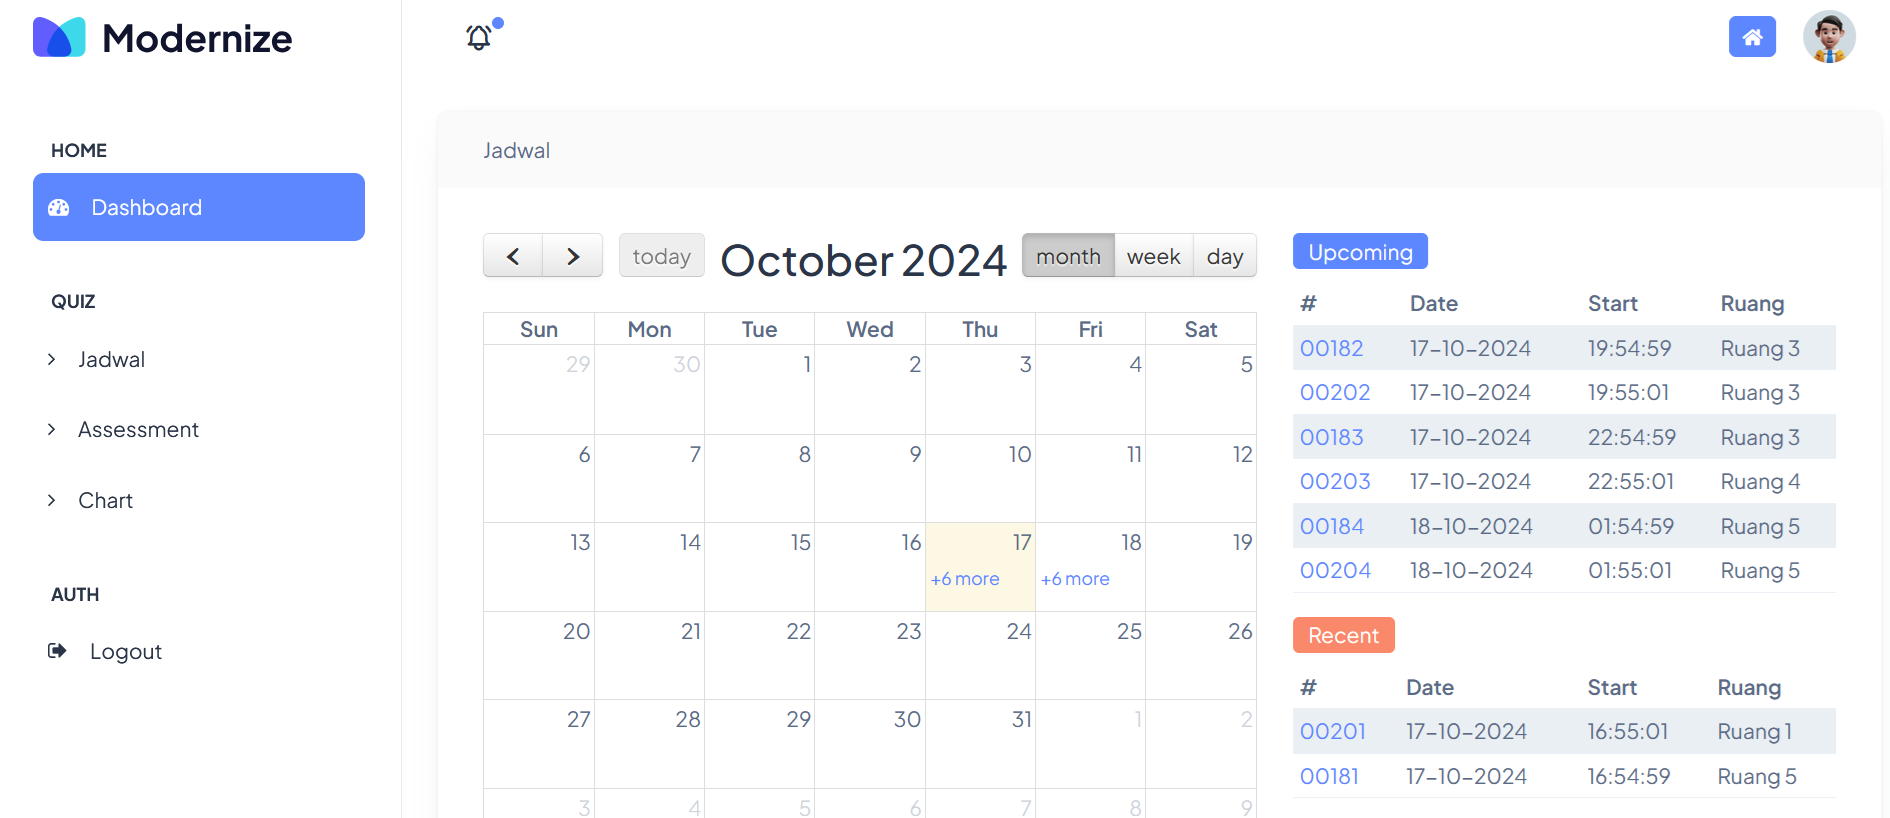 Modernize
HOME
Dashboard
QUIZ
Jadwal
Assessment
Chart
AUTH
Logout
Jadwal
today October 2024 month week day
Sun Mon Tue Wed Thu Fri Sat
29 30 1 2 3 4 5
6 7 8 9 10 11 12
13 14 15 16 17 18 19
+6 more +6 more
20 21 22 23 24 25 26
27 28 29 30 31 1 2
3 4 5 6 7 8 9
Upcoming
# Date Start Ruang
00182 17-10-2024 19:54:59 Ruang 3
00202 17-10-2024 19:55:01 Ruang 3
00183 17-10-2024 22:54:59 Ruang 3
00203 17-10-2024 22:55:01 Ruang 4
00184 18-10-2024 01:54:59 Ruang 5
00204 18-10-2024 01:55:01 Ruang 5
Recent
# Date Start Ruang
00201 17-10-2024 16:55:01 Ruang 1
00181 17-10-2024 16:54:59 Ruang 5